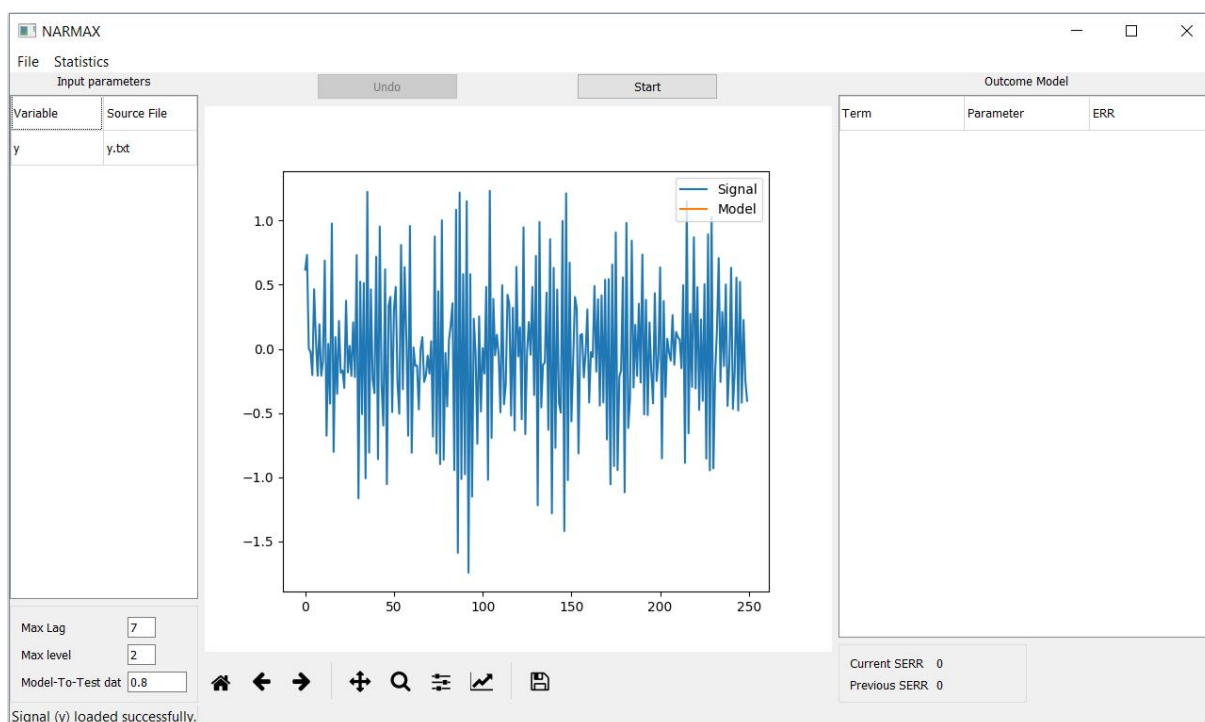 NARMAX
File Statistics
Input parameters
Undo
Start
Outcome Model
Variable Source File
y y.txt
Term Parameter ERR
Signal
Model
1.0
0.5
0.0
−0.5
−1.0
−1.5
0 50 100 150 200 250
Max Lag 7
Max level 2
Model-To-Test dat 0.8
Current SERR 0
Previous SERR 0
Signal (y) loaded successfully.